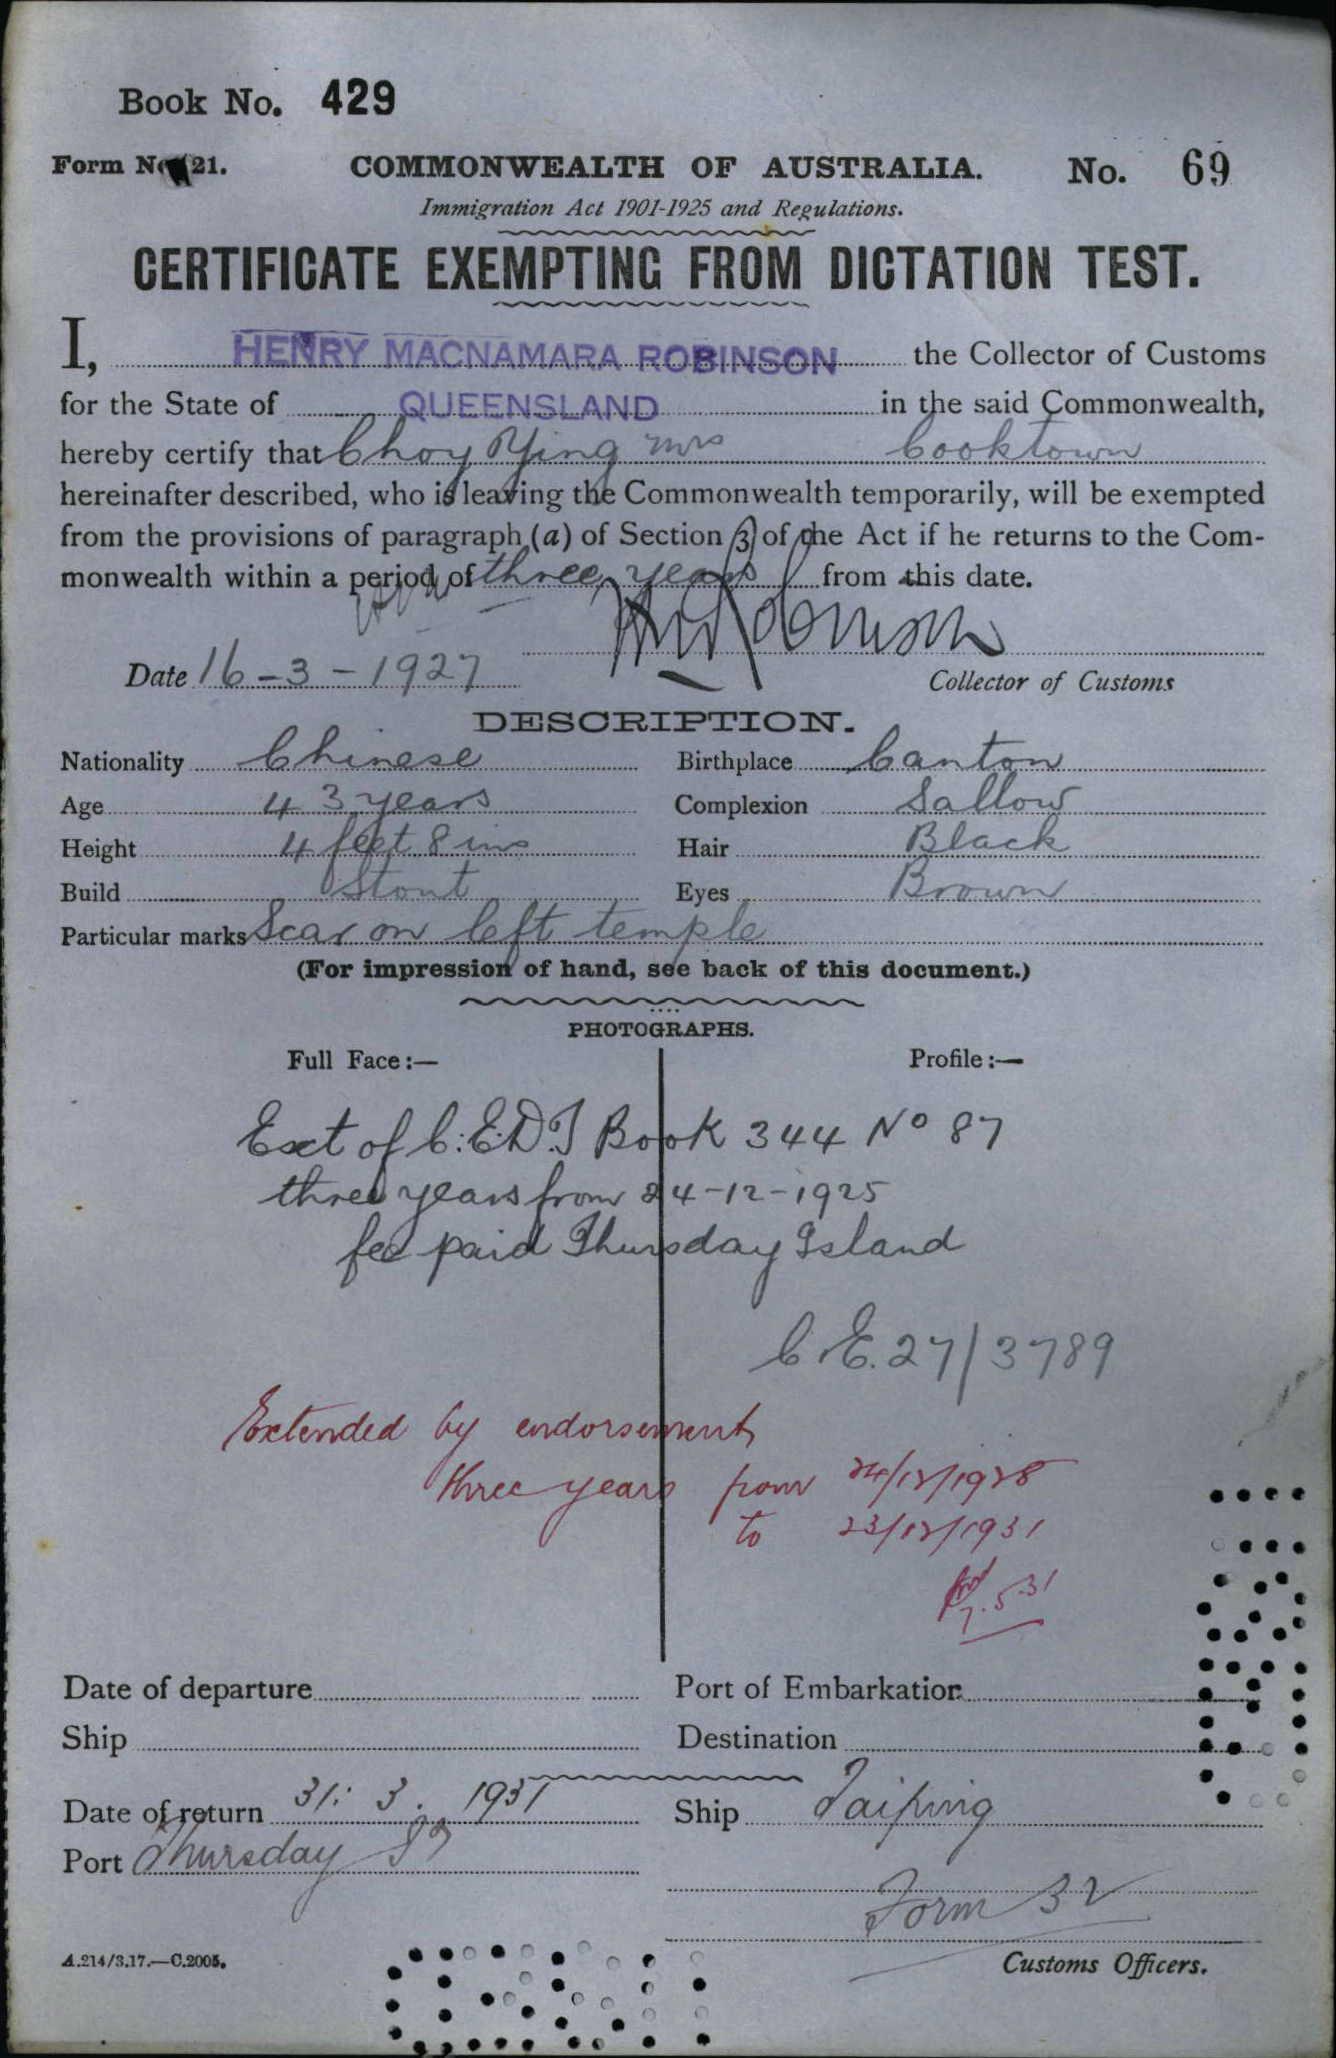 Book No. 429
Form No. 21. COMMONWEALTH OF AUSTRALIA. No. 69
Immigration Act 1901-1925 and Regulations.
CERTIFICATE EXEMPTING FROM DICTATION TEST.
I, HENRY MACNAMARA ROBINSON the Collector of Customs
for the State of QUEENSLAND in the said Commonwealth,
hereby certify that Choy Ying Mrs Cooktown
hereinafter described, who is leaving the Commonwealth temporarily, will be exempted
from the provisions of paragraph (a) of Section 3 of the Act if he returns to the Com-
monwealth within a period of three years from this date.
Date 16-3-1927
Collector of Customs
DESCRIPTION.
Nationality Chinese Birthplace Canton
Age 43 years Complexion Sallow
Height 4 feet 8 ins Hair Black
Build Stout Eyes Brown
Particular marks Scar on left temple
(For impression of hand, see back of this document.)
PHOTOGRAPHS.
Full Face:— Profile:—
Ext of C.E.D.T Book 344 No 87
three years from 24-12-1925
fee paid Thursday Island
C.E. 27/3789
Extended by endorsement
three years from 24/12/1928
to 23/12/1931
7.5.31
Date of departure Port of Embarkation
Ship Destination
Date of return 31: 3. 1931 Ship Taiping
Port Thursday Is
Form 32
A.214/3.17.—C.2005. Customs Officers.